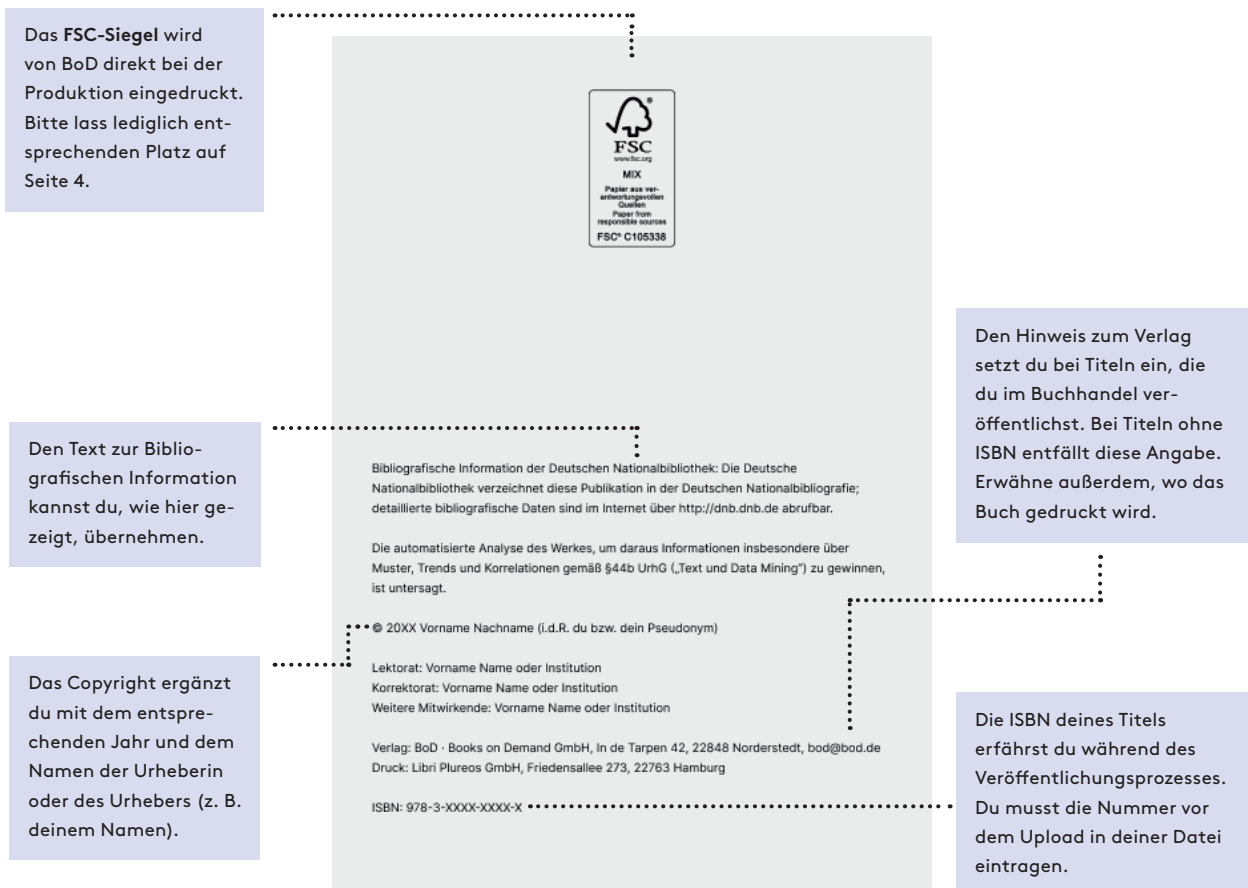 Das FSC-Siegel wird
von BoD direkt bei der
Produktion eingedruckt.
Bitte lass lediglich ent-
sprechenden Platz auf
Seite 4.
®
FSC
www.fsc.org
MIX
Papier aus ver-
antwortungsvollen
Quellen
Paper from
responsible sources
FSC® C105338
Den Hinweis zum Verlag
setzt du bei Titeln ein, die
du im Buchhandel ver-
öffentlichst. Bei Titeln ohne
ISBN entfällt diese Angabe.
Erwähne außerdem, wo das
Buch gedruckt wird.
Den Text zur Biblio-
grafischen Information
kannst du, wie hier ge-
zeigt, übernehmen.
Bibliografische Information der Deutschen Nationalbibliothek: Die Deutsche
Nationalbibliothek verzeichnet diese Publikation in der Deutschen Nationalbibliografie;
detaillierte bibliografische Daten sind im Internet über http://dnb.dnb.de abrufbar.
Die automatisierte Analyse des Werkes, um daraus Informationen insbesondere über
Muster, Trends und Korrelationen gemäß §44b UrhG („Text und Data Mining“) zu gewinnen,
ist untersagt.
© 20XX Vorname Nachname (i.d.R. du bzw. dein Pseudonym)
Lektorat: Vorname Name oder Institution
Korrektorat: Vorname Name oder Institution
Weitere Mitwirkende: Vorname Name oder Institution
Verlag: BoD · Books on Demand GmbH, In de Tarpen 42, 22848 Norderstedt, bod@bod.de
Druck: Libri Plureos GmbH, Friedensallee 273, 22763 Hamburg
ISBN: 978-3-XXXX-XXXX-X
Das Copyright ergänzt
du mit dem entspre-
chenden Jahr und dem
Namen der Urheberin
oder des Urhebers (z. B.
deinem Namen).
Die ISBN deines Titels
erfährst du während des
Veröffentlichungsprozesses.
Du musst die Nummer vor
dem Upload in deiner Datei
eintragen.